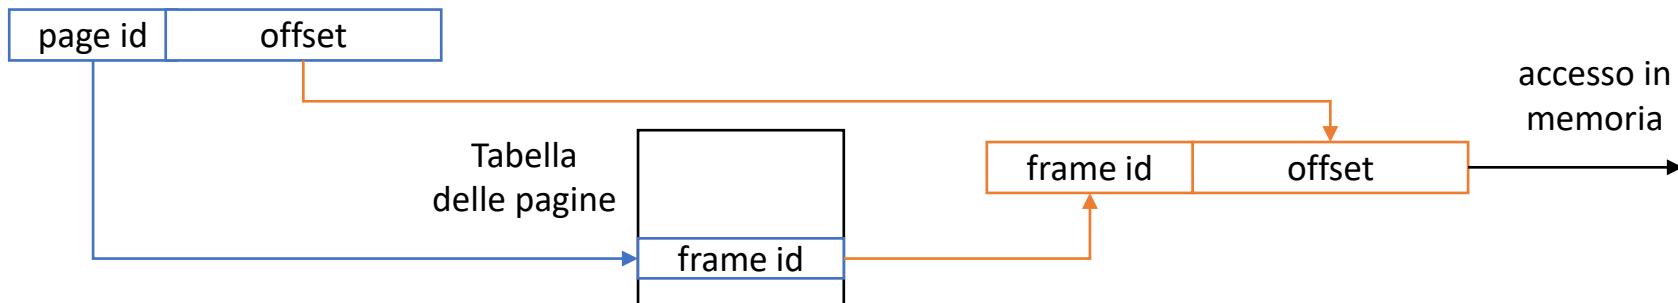 page id
offset
accesso in
memoria
Tabella
delle pagine
frame id
offset
frame id